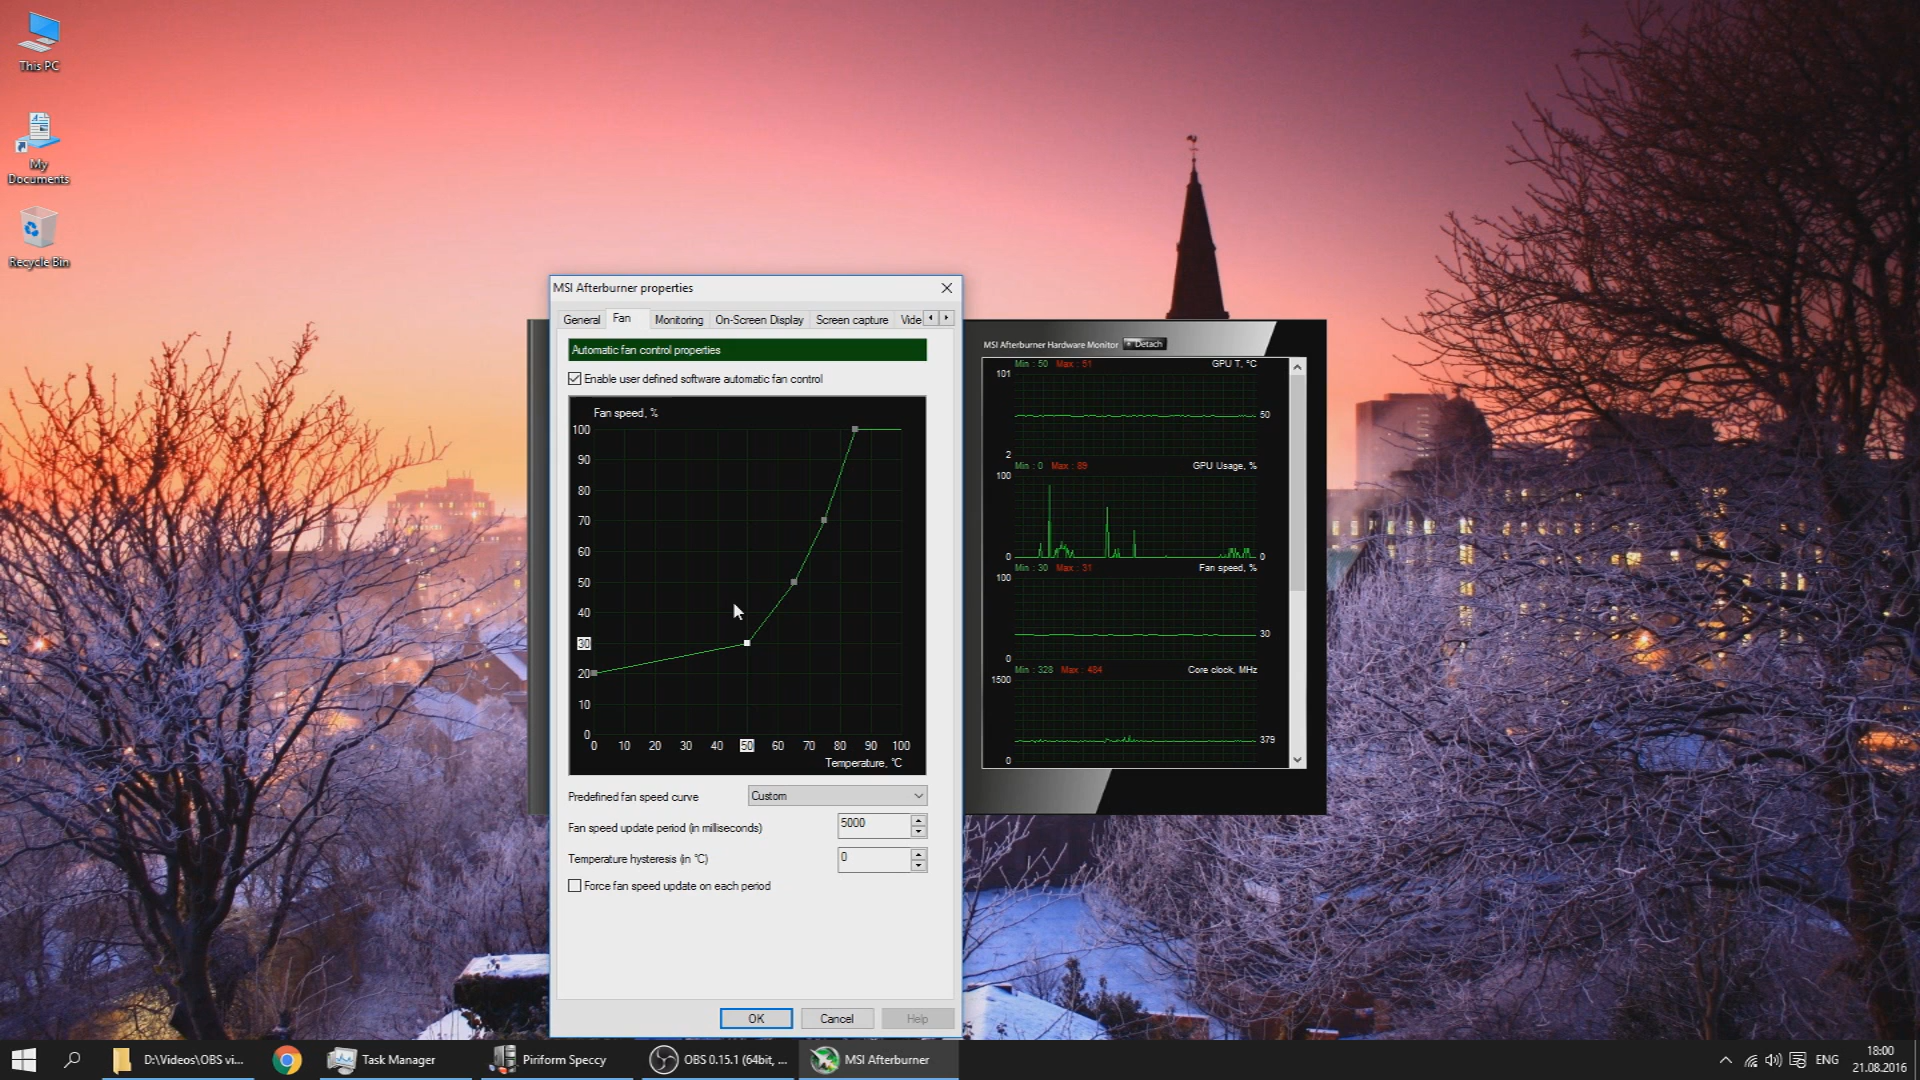 This PC
My
Documents
Recycle Bin
MSI Afterburner properties
General Fan Monitoring On-Screen Display Screen capture Vide
Automatic fan control properties
Enable user defined software automatic fan control
Fan speed, %
100
90
80
70
60
50
40
30
20
10
0
0 10 20 30 40 50 60 70 80 90 100
Temperature, °C
Predefined fan speed curve Custom
Fan speed update period (in milliseconds) 5000
Temperature hysteresis (in °C) 0
Force fan speed update on each period
OK Cancel Help
MSI Afterburner Hardware Monitor Detach
Min : 50 Max : 51 GPU T, °C
101
50
2
Min : 0 Max : 89 GPU Usage, %
100
0 0
Min : 30 Max : 31 Fan speed, %
100
30
0
Min : 328 Max : 484 Core clock, MHz
1500
379
0
D:\Videos\OBS vi... Task Manager Piriform Speccy OBS 0.15.1 (64bit, ... MSI Afterburner
ENG
18:00
21.08.2016